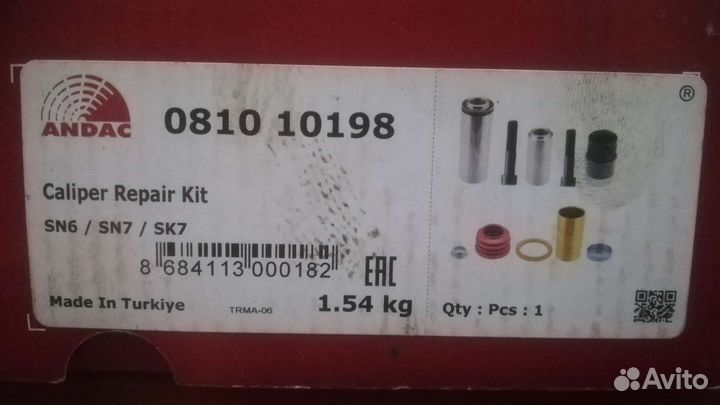 ANDAC
0810 10198
®
Caliper Repair Kit
SN6 / SN7 / SK7
8 684113 000182
EAC
Made In Turkiye
TRMA-06
1.54 kg
Qty : Pcs : 1
Avito